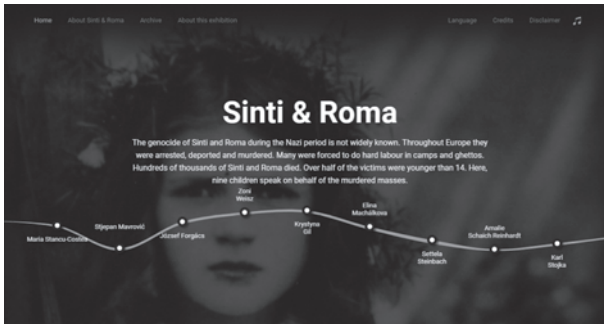 Home About Sinti & Roma Archive About this exhibition Language Credits Disclaimer
Sinti & Roma
The genocide of Sinti and Roma during the Nazi period is not widely known. Throughout Europe they
were arrested, deported and murdered. Many were forced to do hard labour in camps and ghettos.
Hundreds of thousands of Sinti and Roma died. Over half of the victims were younger than 14. Here,
nine children speak on behalf of the murdered masses.
Maria Stancu-Costea
Stjepan Mavrović
József Forgács
Zoni
Weisz
Krystyna
Gil
Elina
Machálková
Settela
Steinbach
Amalie
Schaich Reinhardt
Karl
Stojka